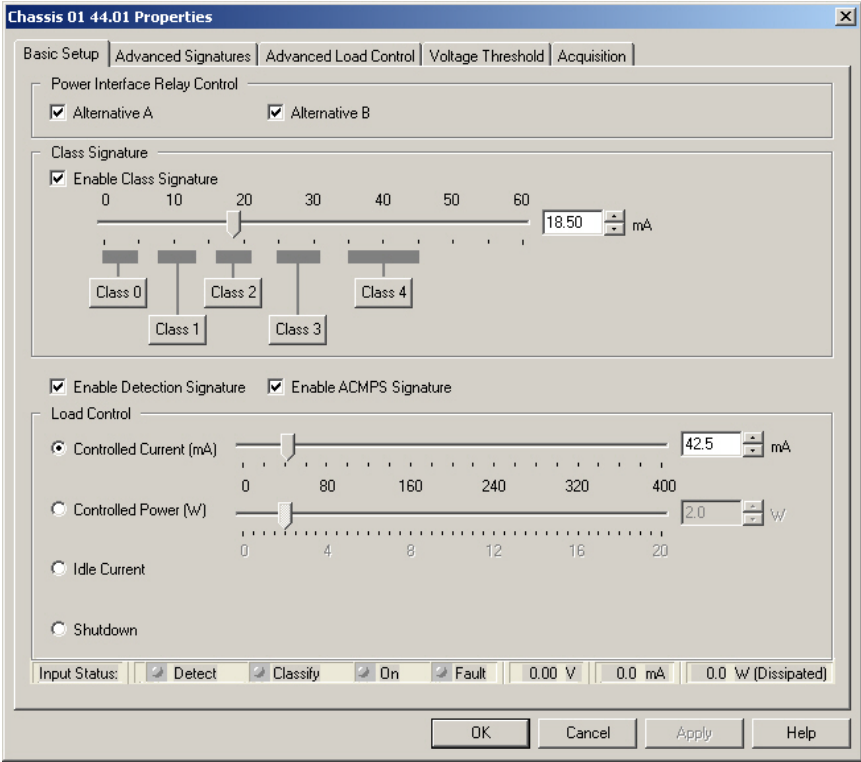 Chassis 01 44.01 Properties
Basic Setup Advanced Signatures Advanced Load Control Voltage Threshold Acquisition
Power Interface Relay Control
Alternative A Alternative B
Class Signature
Enable Class Signature
0 10 20 30 40 50 60
18.50 mA
Class 0 Class 2 Class 4
Class 1 Class 3
Enable Detection Signature Enable ACMPS Signature
Load Control
Controlled Current (mA) 42.5 mA
0 80 160 240 320 400
Controlled Power (W) 2.0 W
0 4 8 12 16 20
Idle Current
Shutdown
Input Status: Detect Classify On Fault 0.00 V 0.0 mA 0.0 W (Dissipated)
OK Cancel Apply Help